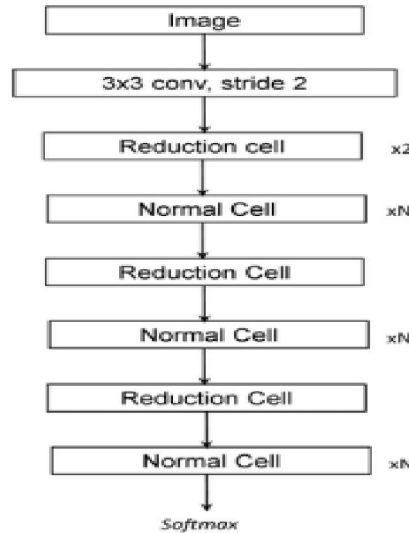 Image
3x3 conv, stride 2
Reduction cell x2
Normal Cell xN
Reduction Cell
Normal Cell xN
Reduction Cell
Normal Cell xN
Softmax